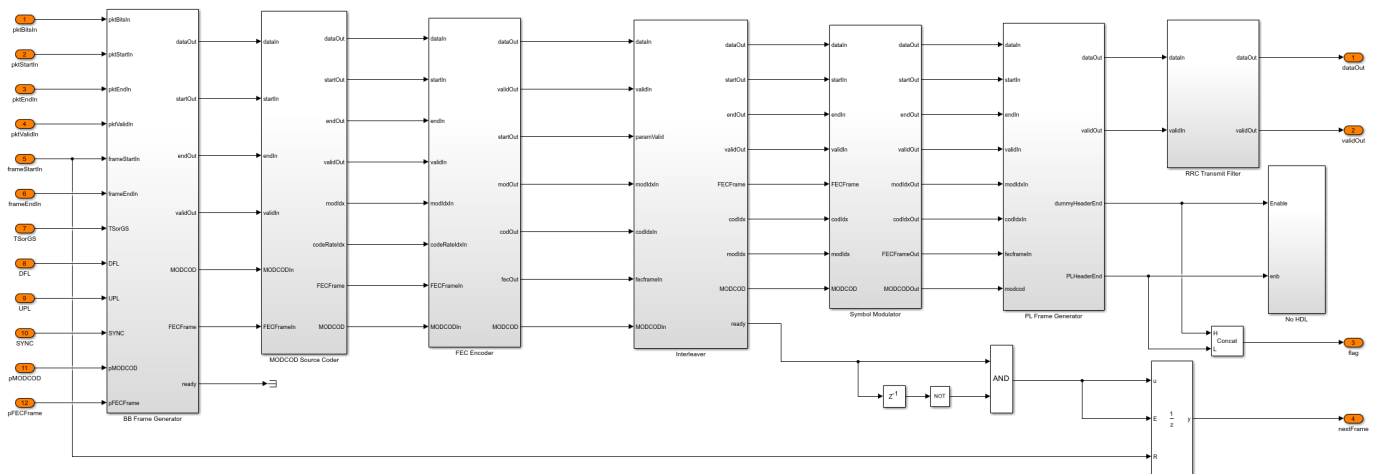 1
pktBitsIn
2
pktStartIn
3
pktEndIn
4
pktValidIn
5
frameStartIn
6
frameEndIn
7
TSorGS
8
DFL
9
UPL
10
SYNC
11
pMODCOD
12
pFECFrame
pktBitsIn
pktStartIn
pktEndIn
pktValidIn
frameStartIn
frameEndIn
TSorGS
DFL
UPL
SYNC
pMODCOD
pFECFrame
dataOut
startOut
endOut
validOut
MODCOD
FECFrame
ready
BB Frame Generator
dataIn
startIn
endIn
validIn
MODCODIn
FECFrameIn
dataOut
startOut
endOut
validOut
modIdx
codeRateIdx
FECFrame
MODCOD
MODCOD Source Coder
dataIn
startIn
endIn
validIn
modIdxIn
codeRateIdxIn
FECFrameIn
MODCODIn
dataOut
validOut
startOut
modOut
codOut
fecOut
MODCOD
FEC Encoder
dataIn
validIn
paramValid
modIdxIn
codIdxIn
fecframeIn
MODCODIn
dataOut
startOut
endOut
validOut
FECFrame
codIdx
modIdx
MODCOD
ready
Interleaver
dataIn
startIn
endIn
validIn
FECFrame
codIdx
modIdx
MODCOD
dataOut
startOut
endOut
validOut
modIdxOut
codIdxOut
FECFrameOut
MODCODOut
Symbol Modulator
dataIn
startIn
endIn
validIn
modIdxIn
codIdxIn
fecframeIn
modcod
dataOut
validOut
dummyHeaderEnd
PLHeaderEnd
PL Frame Generator
dataIn
validIn
dataOut
validOut
RRC Transmit Filter
Enable
enb
No HDL
H
L
Concat
Z-1
NOT
AND
u
E
R
1
z
y
1
dataOut
2
validOut
3
flag
4
nextFrame